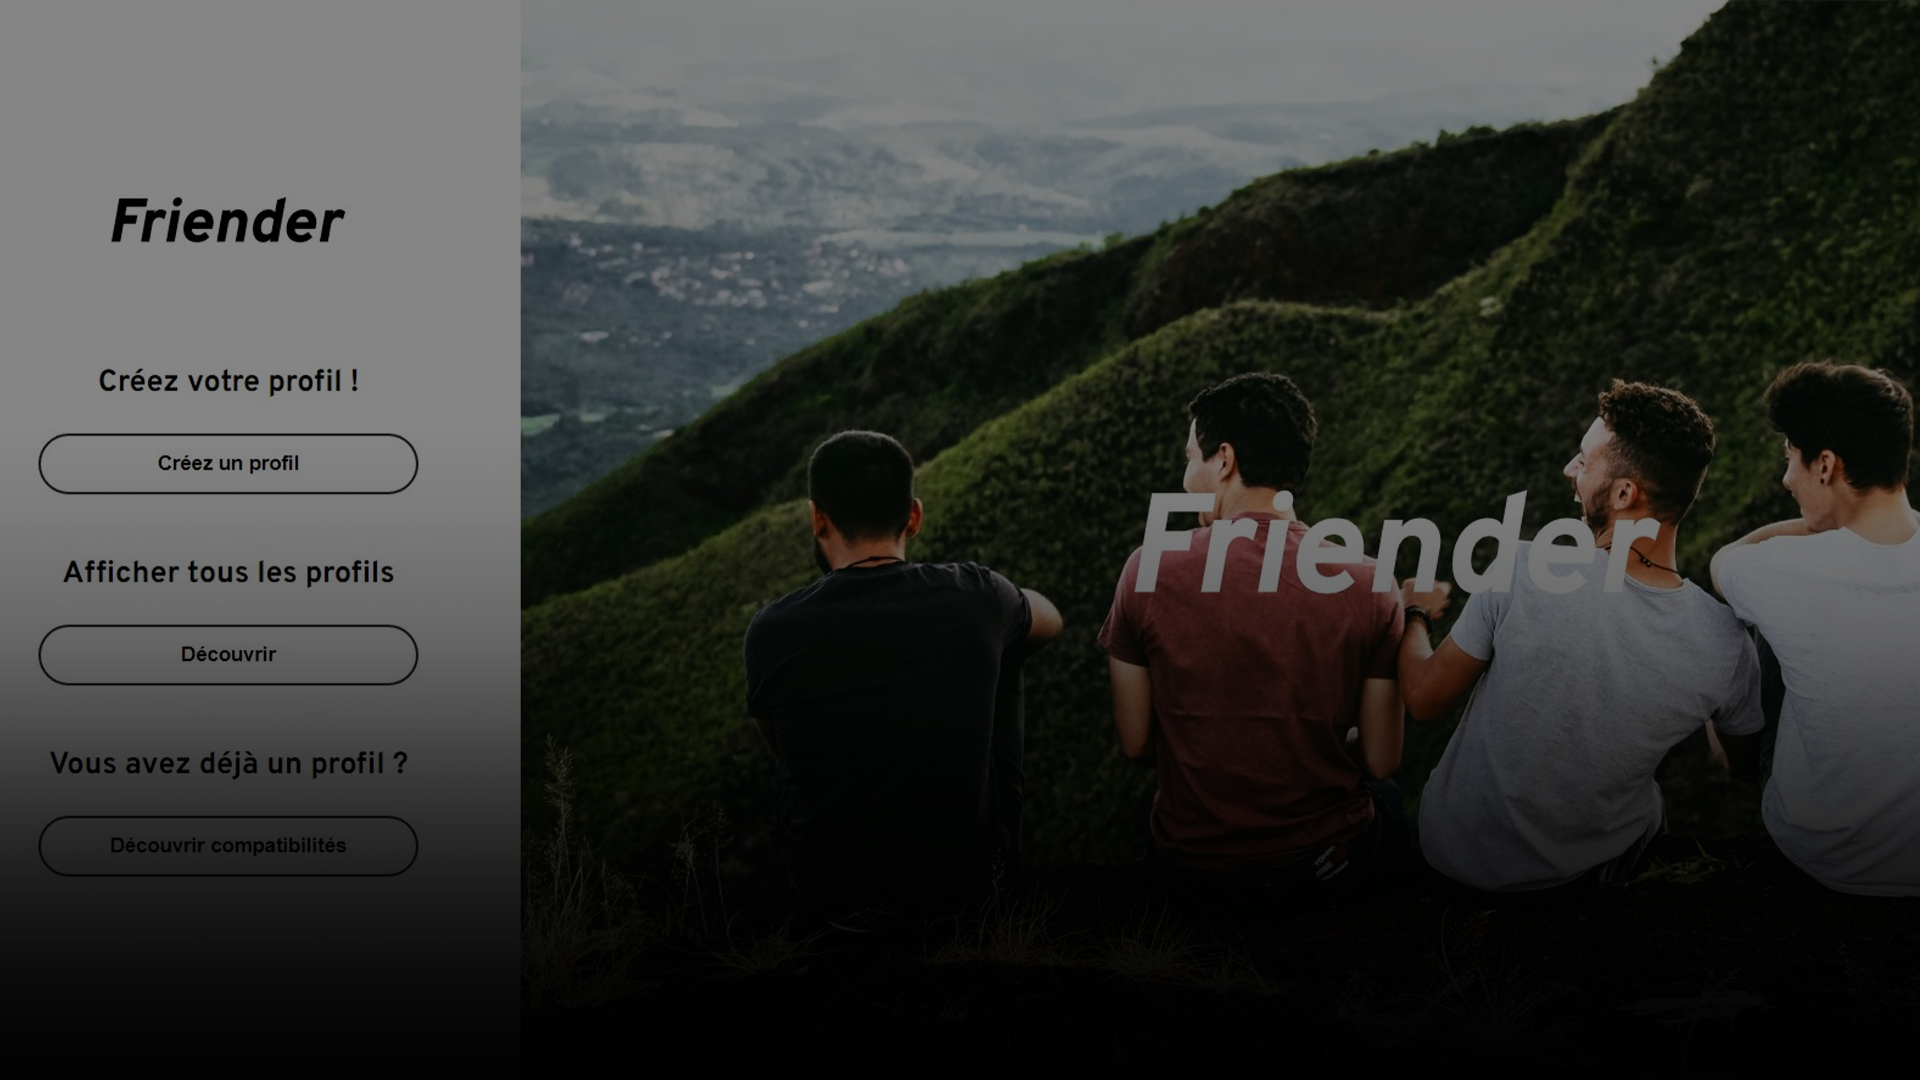 Friender
Créez votre profil !
Créez un profil
Afficher tous les profils
Découvrir
Vous avez déjà un profil ?
Découvrir compatibilités
Friender